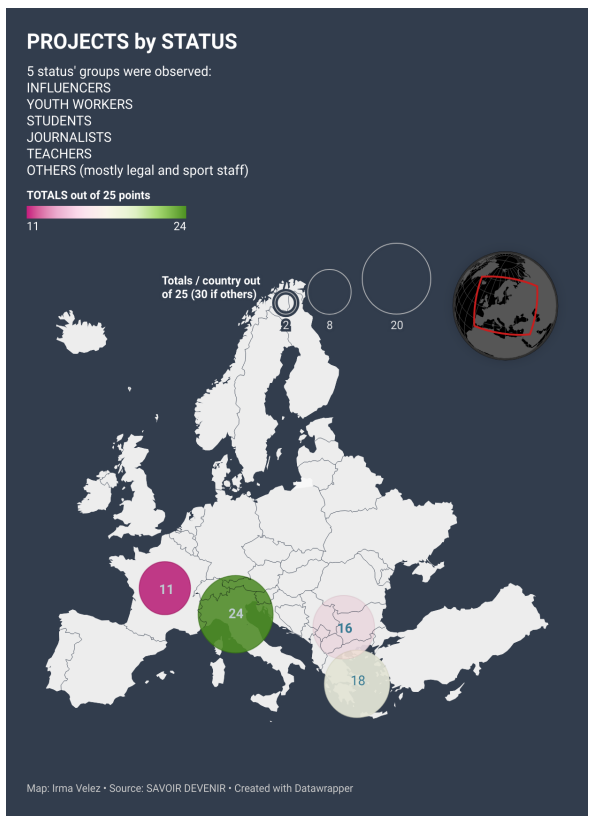 PROJECTS by STATUS
5 status' groups were observed:
INFLUENCERS
YOUTH WORKERS
STUDENTS
JOURNALISTS
TEACHERS
OTHERS (mostly legal and sport staff)
TOTALS out of 25 points
11 24
Totals / country out
of 25 (30 if others)
2 8 20
11
24
16
18
Map: Irma Velez • Source: SAVOIR DEVENIR • Created with Datawrapper